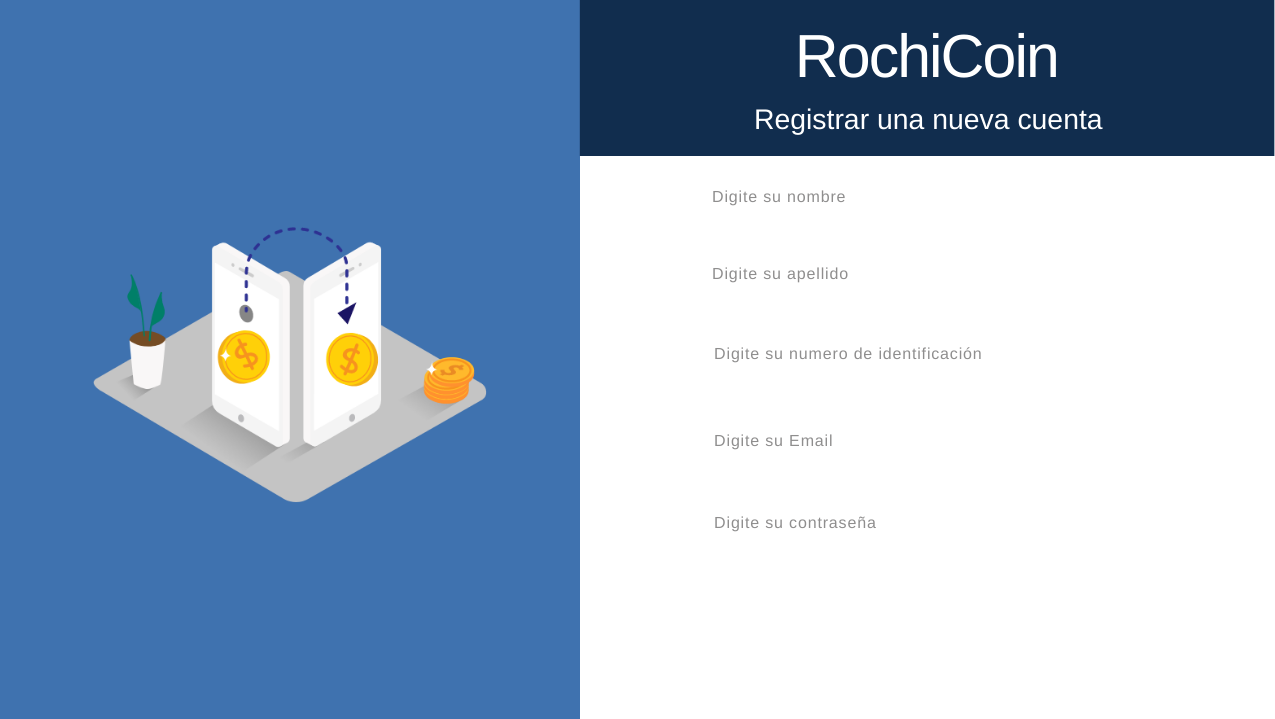 RochiCoin
Registrar una nueva cuenta
Digite su nombre
Digite su apellido
Digite su numero de identificación
Digite su Email
Digite su contraseña